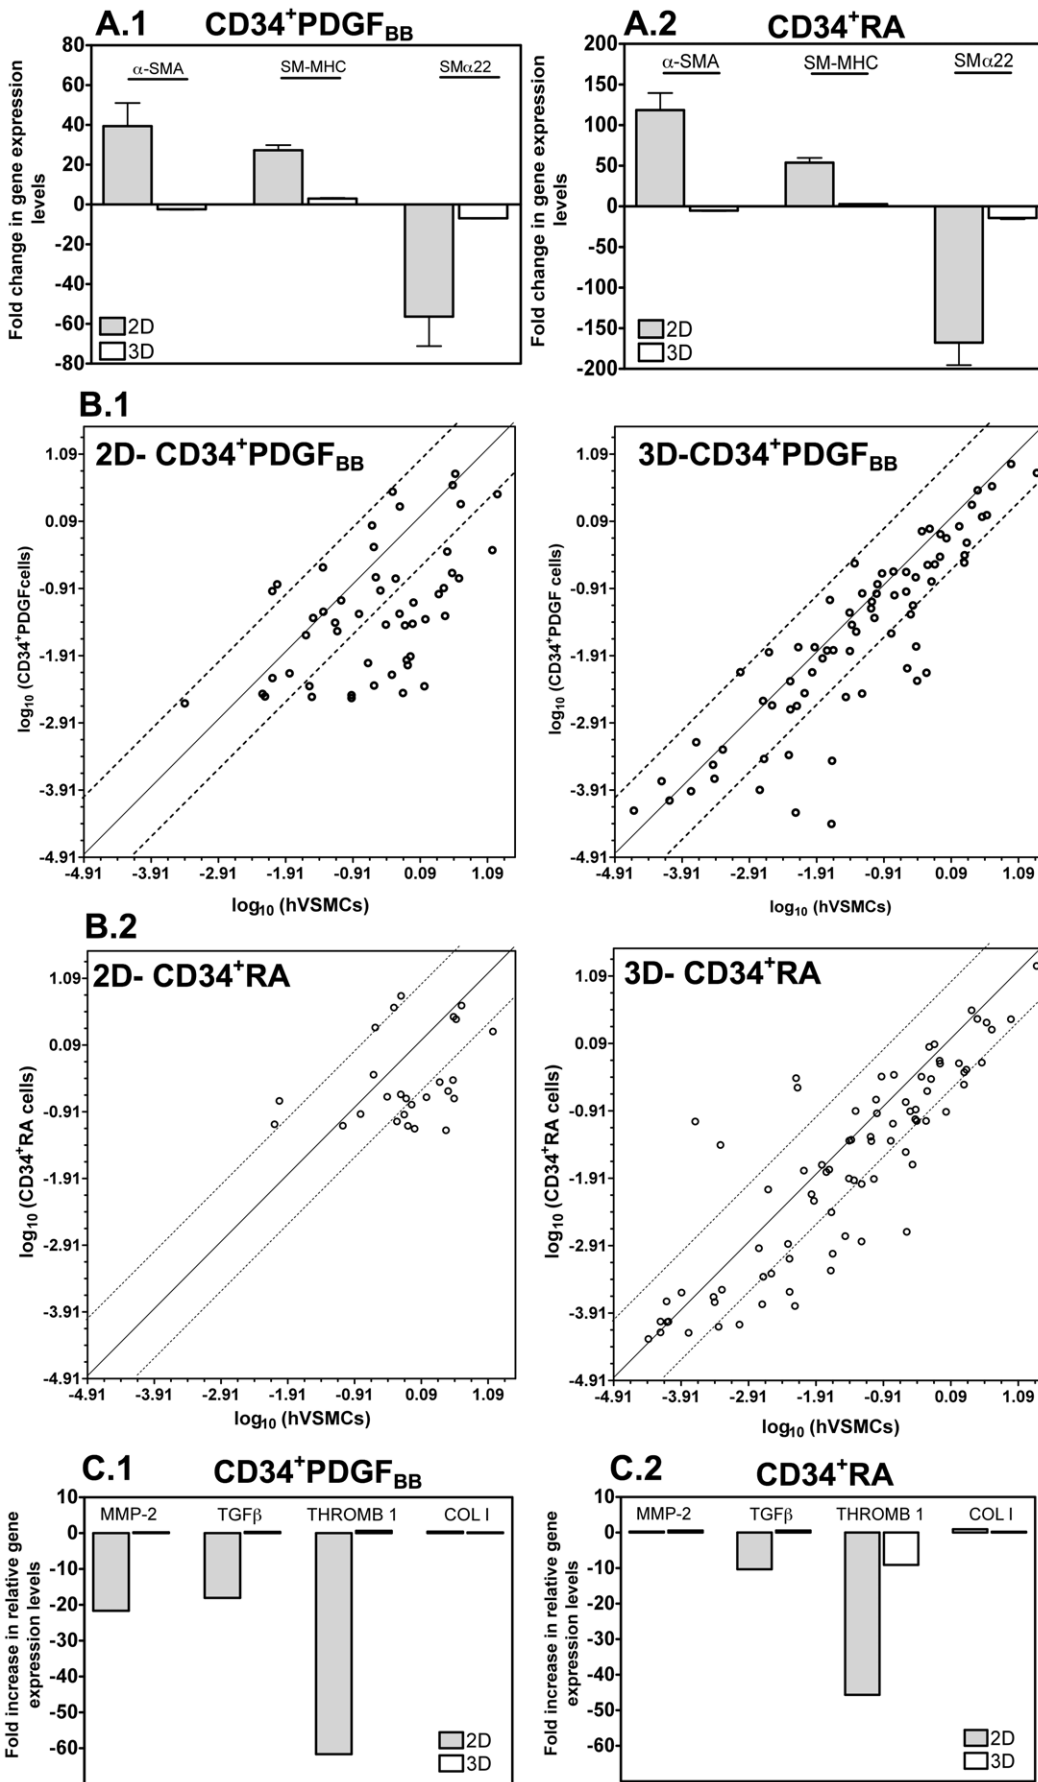 A.1 CD34⁺PDGF_BB
80
60
40
20
0
-20
-40
-60
-80
Fold change in gene expression
levels
α-SMA SM-MHC SMα22
2D
3D
A.2 CD34⁺RA
200
150
100
50
0
-50
-100
-150
-200
Fold change in gene expression
levels
α-SMA SM-MHC SMα22
2D
3D
B.1
2D- CD34⁺PDGF_BB
1.09
0.09
-0.91
-1.91
-2.91
-3.91
-4.91
log₁₀ (CD34⁺PDGFcells)
-4.91 -3.91 -2.91 -1.91 -0.91 0.09 1.09
log₁₀ (hVSMCs)
3D-CD34⁺PDGF_BB
1.09
0.09
-0.91
-1.91
-2.91
-3.91
-4.91
log₁₀ (CD34⁺PDGF cells)
-4.91 -3.91 -2.91 -1.91 -0.91 0.09 1.09
log₁₀ (hVSMCs)
B.2
2D- CD34⁺RA
1.09
0.09
-0.91
-1.91
-2.91
-3.91
-4.91
log₁₀ (CD34⁺RA cells)
-4.91 -3.91 -2.91 -1.91 -0.91 0.09 1.09
log₁₀ (hVSMCs)
3D- CD34⁺RA
1.09
0.09
-0.91
-1.91
-2.91
-3.91
-4.91
log₁₀ (CD34⁺RA cells)
-4.91 -3.91 -2.91 -1.91 -0.91 0.09 1.09
log₁₀ (hVSMCs)
C.1 CD34⁺PDGF_BB
10
0
-10
-20
-30
-40
-50
-60
Fold increase in relative gene
expression levels
MMP-2 TGFβ THROMB 1 COL I
2D
3D
C.2 CD34⁺RA
10
0
-10
-20
-30
-40
-50
-60
Fold increase in relative gene
expression levels
MMP-2 TGFβ THROMB 1 COL I
2D
3D